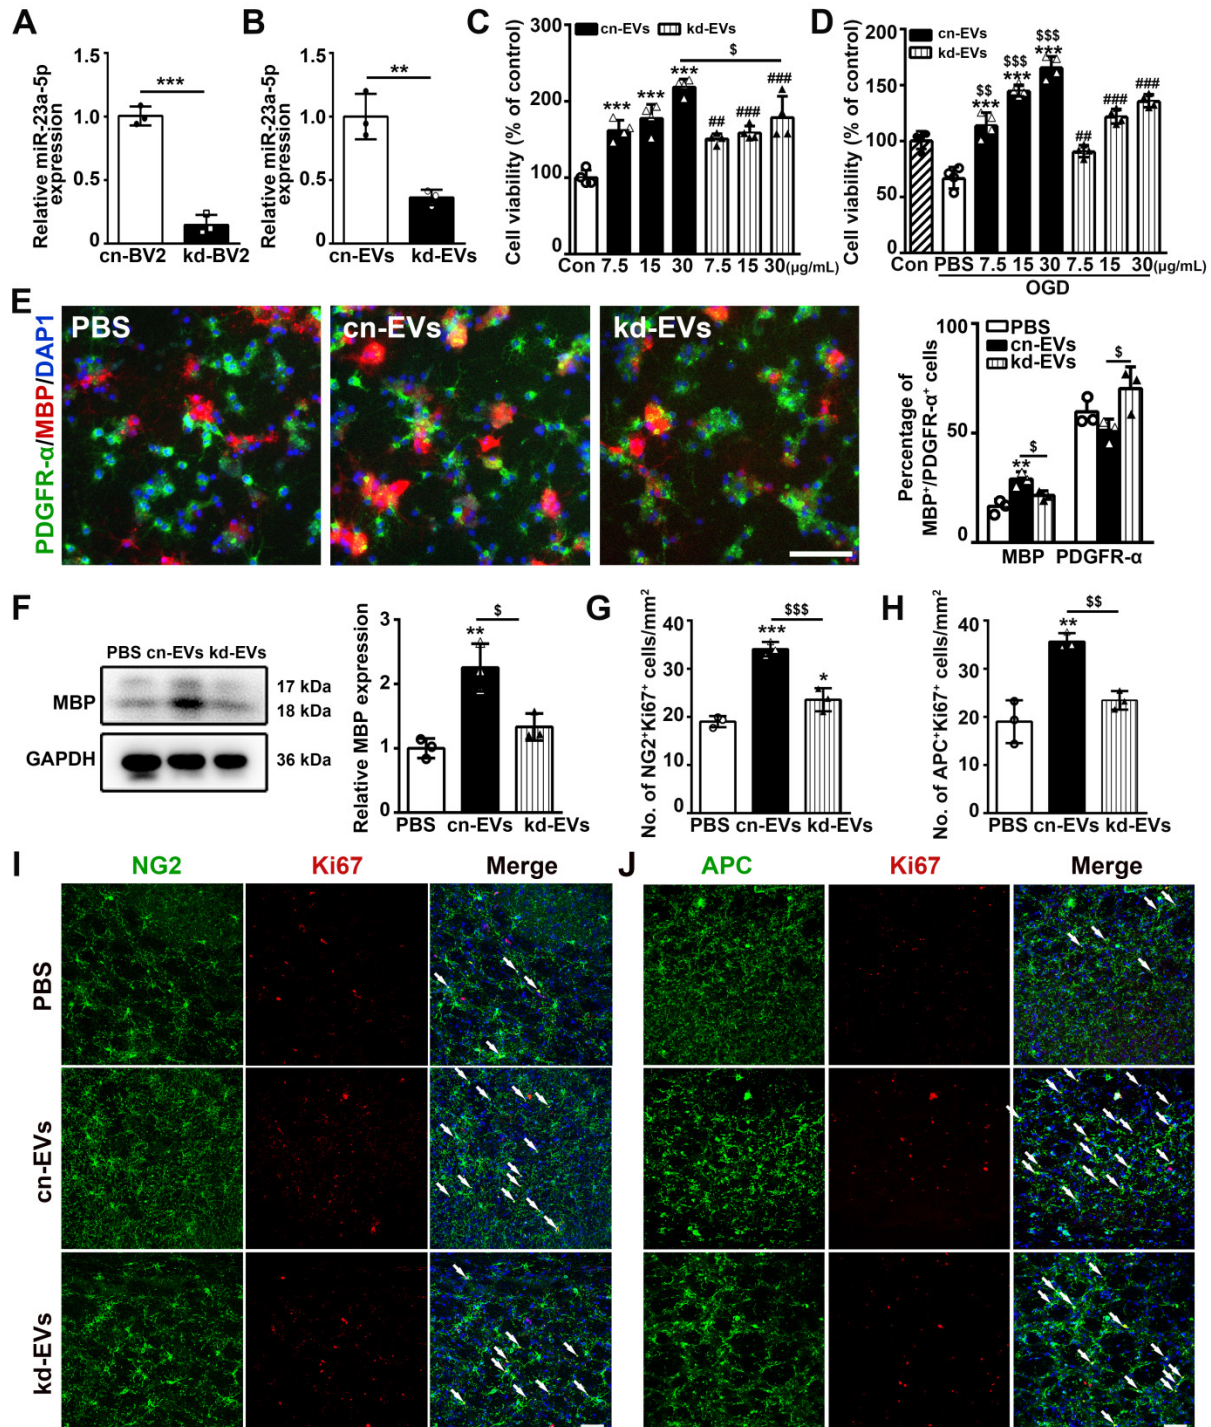 A
Relative miR-23a-5p
expression
1.5
1.0
0.5
0
***
cn-BV2 kd-BV2
B
Relative miR-23a-5p
expression
1.5
1.0
0.5
0
**
cn-EVs kd-EVs
C
Cell viability (% of control)
300
200
100
0
cn-EVs kd-EVs
$
*** *** *** ## ### ###
Con 7.5 15 30 7.5 15 30(μg/mL)
D
Cell viability (% of control)
200
150
100
50
0
cn-EVs
kd-EVs
$$ $$$ $$$
*** *** *** ## ### ###
Con PBS 7.5 15 30 7.5 15 30(μg/mL)
OGD
E
PDGFR-α/MBP/DAP1
PBS
cn-EVs
kd-EVs
Percentage of
MBP+/PDGFR-α+ cells
100
50
0
PBS
cn-EVs
kd-EVs
** $ $
MBP PDGFR-α
F
PBS cn-EVs kd-EVs
MBP
17 kDa
18 kDa
GAPDH
36 kDa
Relative MBP expression
3
2
1
0
** $
PBS cn-EVs kd-EVs
G
No. of NG2+Ki67+ cells/mm²
40
30
20
10
0
*** $$$ *
PBS cn-EVs kd-EVs
H
No. of APC+Ki67+ cells/mm²
40
30
20
10
0
** $$
PBS cn-EVs kd-EVs
I
NG2 Ki67 Merge
J
APC Ki67 Merge
PBS
cn-EVs
kd-EVs